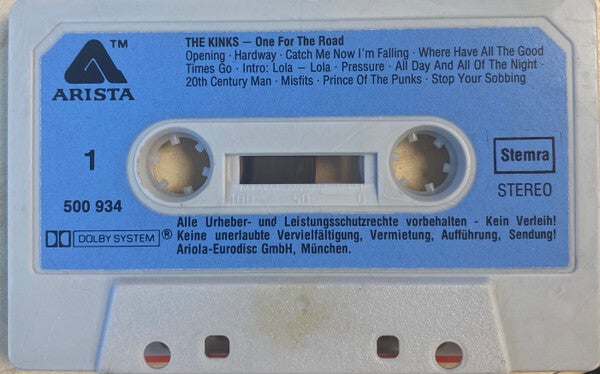 THE KINKS – One For The Road
Opening · Hardway · Catch Me Now I'm Falling · Where Have All The Good
Times Go · Intro: Lola – Lola · Pressure · All Day And All Of The Night ·
20th Century Man · Misfits · Prince Of The Punks · Stop Your Sobbing
TM
ARISTA
1
500 934
Stemra
STEREO
100 50 0
DOLBY SYSTEM ®
Alle Urheber- und Leistungsschutzrechte vorbehalten - Kein Verleih!
Keine unerlaubte Vervielfältigung, Vermietung, Aufführung, Sendung!
Ariola-Eurodisc GmbH, München.